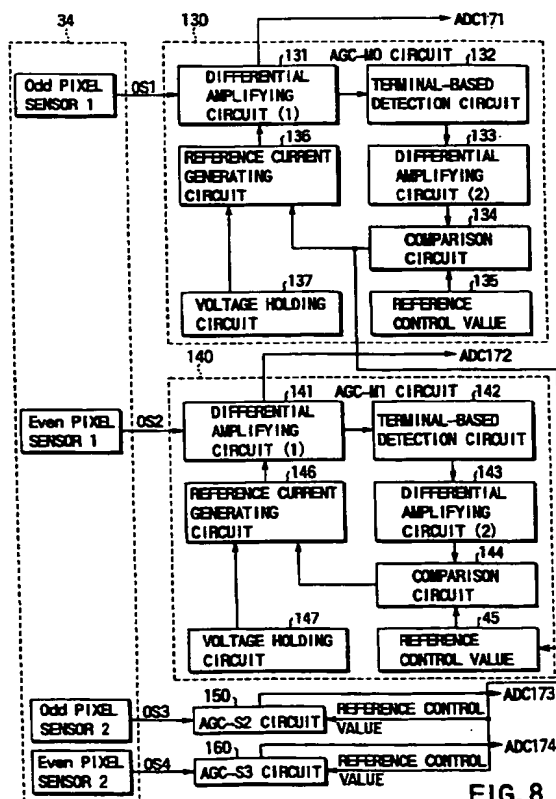 34
130
ADC171
131
AGC-M0 CIRCUIT
132
Odd PIXEL
SENSOR 1
OS1
DIFFERENTIAL
AMPLIFYING
CIRCUIT (1)
TERMINAL-BASED
DETECTION CIRCUIT
136
REFERENCE CURRENT
GENERATING
CIRCUIT
133
DIFFERENTIAL
AMPLIFYING
CIRCUIT (2)
134
COMPARISON
CIRCUIT
137
VOLTAGE HOLDING
CIRCUIT
135
REFERENCE
CONTROL VALUE
140
ADC172
141
AGC-M1 CIRCUIT
142
Even PIXEL
SENSOR 1
OS2
DIFFERENTIAL
AMPLIFYING
CIRCUIT (1)
TERMINAL-BASED
DETECTION CIRCUIT
146
REFERENCE CURRENT
GENERATING
CIRCUIT
143
DIFFERENTIAL
AMPLIFYING
CIRCUIT (2)
144
COMPARISON
CIRCUIT
147
VOLTAGE HOLDING
CIRCUIT
45
REFERENCE
CONTROL VALUE
150
ADC173
Odd PIXEL
SENSOR 2
OS3
AGC-S2 CIRCUIT
REFERENCE CONTROL
VALUE
160
ADC174
Even PIXEL
SENSOR 2
OS4
AGC-S3 CIRCUIT
REFERENCE CONTROL
VALUE
FIG. 8